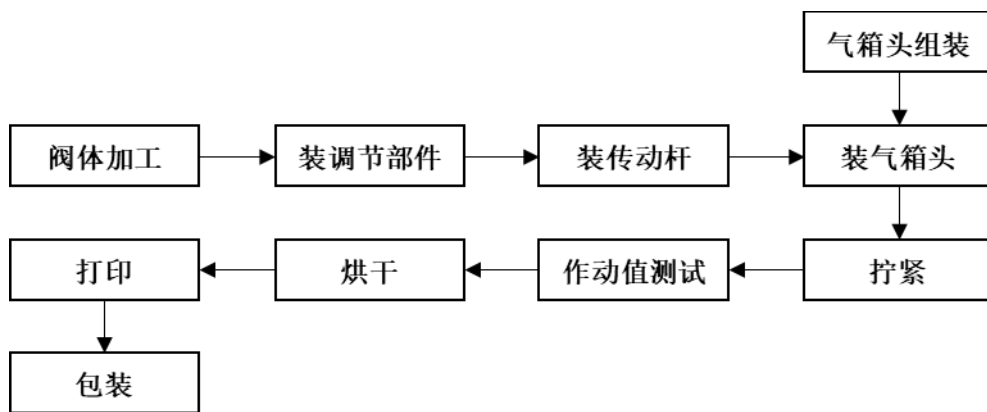 气箱头组装
阀体加工
装调节部件
装传动杆
装气箱头
打印
烘干
作动值测试
拧紧
包装